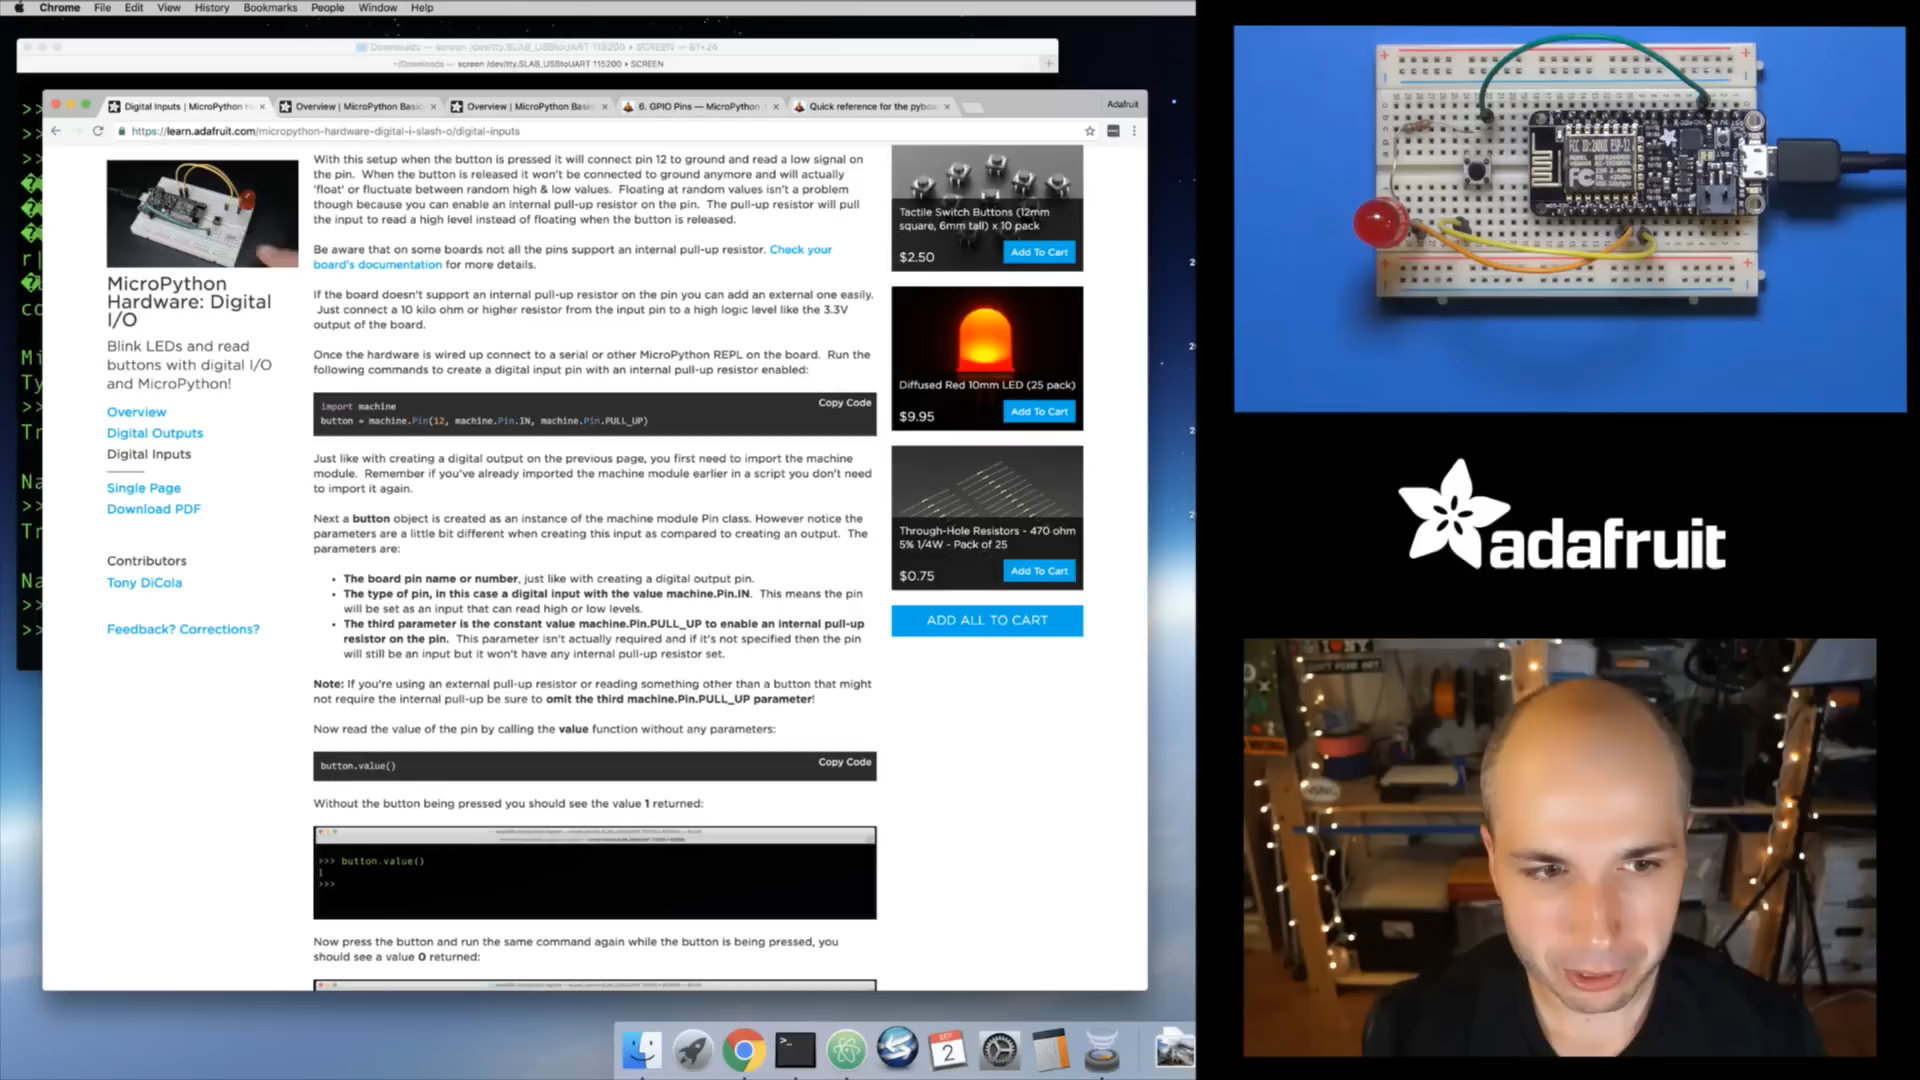 Chrome File Edit View History Bookmarks People Window Help
Downloads — screen /dev/tty.SLAB_USBtoUART 115200 ▸ SCREEN — 81×24
~/Downloads — screen /dev/tty.SLAB_USBtoUART 115200 ▸ SCREEN
Digital Inputs | MicroPython H
Overview | MicroPython Basic
Overview | MicroPython Basi
6. GPIO Pins — MicroPython
Quick reference for the pyboa
Adafruit
https://learn.adafruit.com/micropython-hardware-digital-i-slash-o/digital-inputs
MicroPython
Hardware: Digital
I/O
Blink LEDs and read
buttons with digital I/O
and MicroPython!
Overview
Digital Outputs
Digital Inputs
Single Page
Download PDF
Contributors
Tony DiCola
Feedback? Corrections?
With this setup when the button is pressed it will connect pin 12 to ground and read a low signal on
the pin. When the button is released it won't be connected to ground anymore and will actually
'float' or fluctuate between random high & low values. Floating at random values isn't a problem
though because you can enable an internal pull-up resistor on the pin. The pull-up resistor will pull
the input to read a high level instead of floating when the button is released.
Be aware that on some boards not all the pins support an internal pull-up resistor. Check your
board's documentation for more details.
If the board doesn't support an internal pull-up resistor on the pin you can add an external one easily.
Just connect a 10 kilo ohm or higher resistor from the input pin to a high logic level like the 3.3V
output of the board.
Once the hardware is wired up connect to a serial or other MicroPython REPL on the board. Run the
following commands to create a digital input pin with an internal pull-up resistor enabled:
Copy Code
import machine
button = machine.Pin(12, machine.Pin.IN, machine.Pin.PULL_UP)
Just like with creating a digital output on the previous page, you first need to import the machine
module. Remember if you've already imported the machine module earlier in a script you don't need
to import it again.
Next a button object is created as an instance of the machine module Pin class. However notice the
parameters are a little bit different when creating this input as compared to creating an output. The
parameters are:
• The board pin name or number, just like with creating a digital output pin.
• The type of pin, in this case a digital input with the value machine.Pin.IN. This means the pin
will be set as an input that can read high or low levels.
• The third parameter is the constant value machine.Pin.PULL_UP to enable an internal pull-up
resistor on the pin. This parameter isn't actually required and if it's not specified then the pin
will still be an input but it won't have any internal pull-up resistor set.
Note: If you're using an external pull-up resistor or reading something other than a button that might
not require the internal pull-up be sure to omit the third machine.Pin.PULL_UP parameter!
Now read the value of the pin by calling the value function without any parameters:
Copy Code
button.value()
Without the button being pressed you should see the value 1 returned:
>>> button.value()
1
>>>
Now press the button and run the same command again while the button is being pressed, you
should see a value 0 returned:
Tactile Switch Buttons (12mm
square, 6mm tall) x 10 pack
$2.50 Add To Cart
Diffused Red 10mm LED (25 pack)
$9.95 Add To Cart
Through-Hole Resistors - 470 ohm
5% 1/4W - Pack of 25
$0.75 Add To Cart
ADD ALL TO CART
SEP
2
adafruit